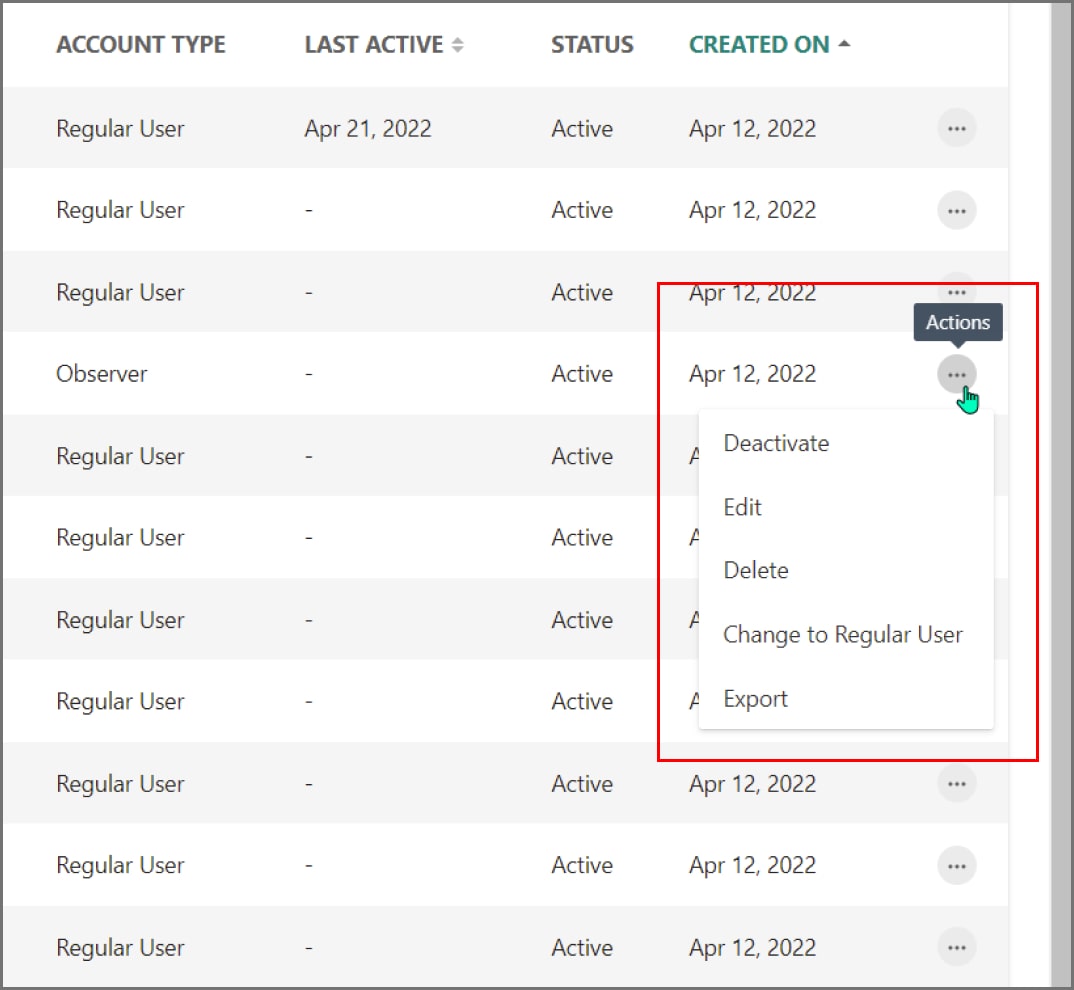 ACCOUNT TYPE LAST ACTIVE STATUS CREATED ON
Regular User Apr 21, 2022 Active Apr 12, 2022 ...
Regular User - Active Apr 12, 2022 ...
Regular User - Active Apr 12, 2022 ...
Actions
Observer - Active Apr 12, 2022 ...
Deactivate
Regular User - Active A
Edit
Regular User - Active A
Delete
Regular User - Active A
Change to Regular User
Regular User - Active A
Export
Regular User - Active Apr 12, 2022 ...
Regular User - Active Apr 12, 2022 ...
Regular User - Active Apr 12, 2022 ...